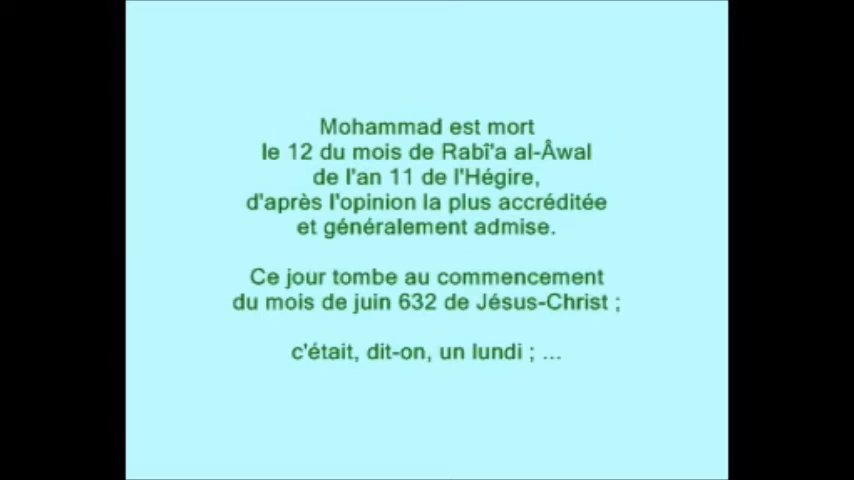 Mohammad est mort
le 12 du mois de Rabî'a al-Âwal
de l'an 11 de l'Hégire,
d'après l'opinion la plus accréditée
et généralement admise.
Ce jour tombe au commencement
du mois de juin 632 de Jésus-Christ ;
c'était, dit-on, un lundi ; ...